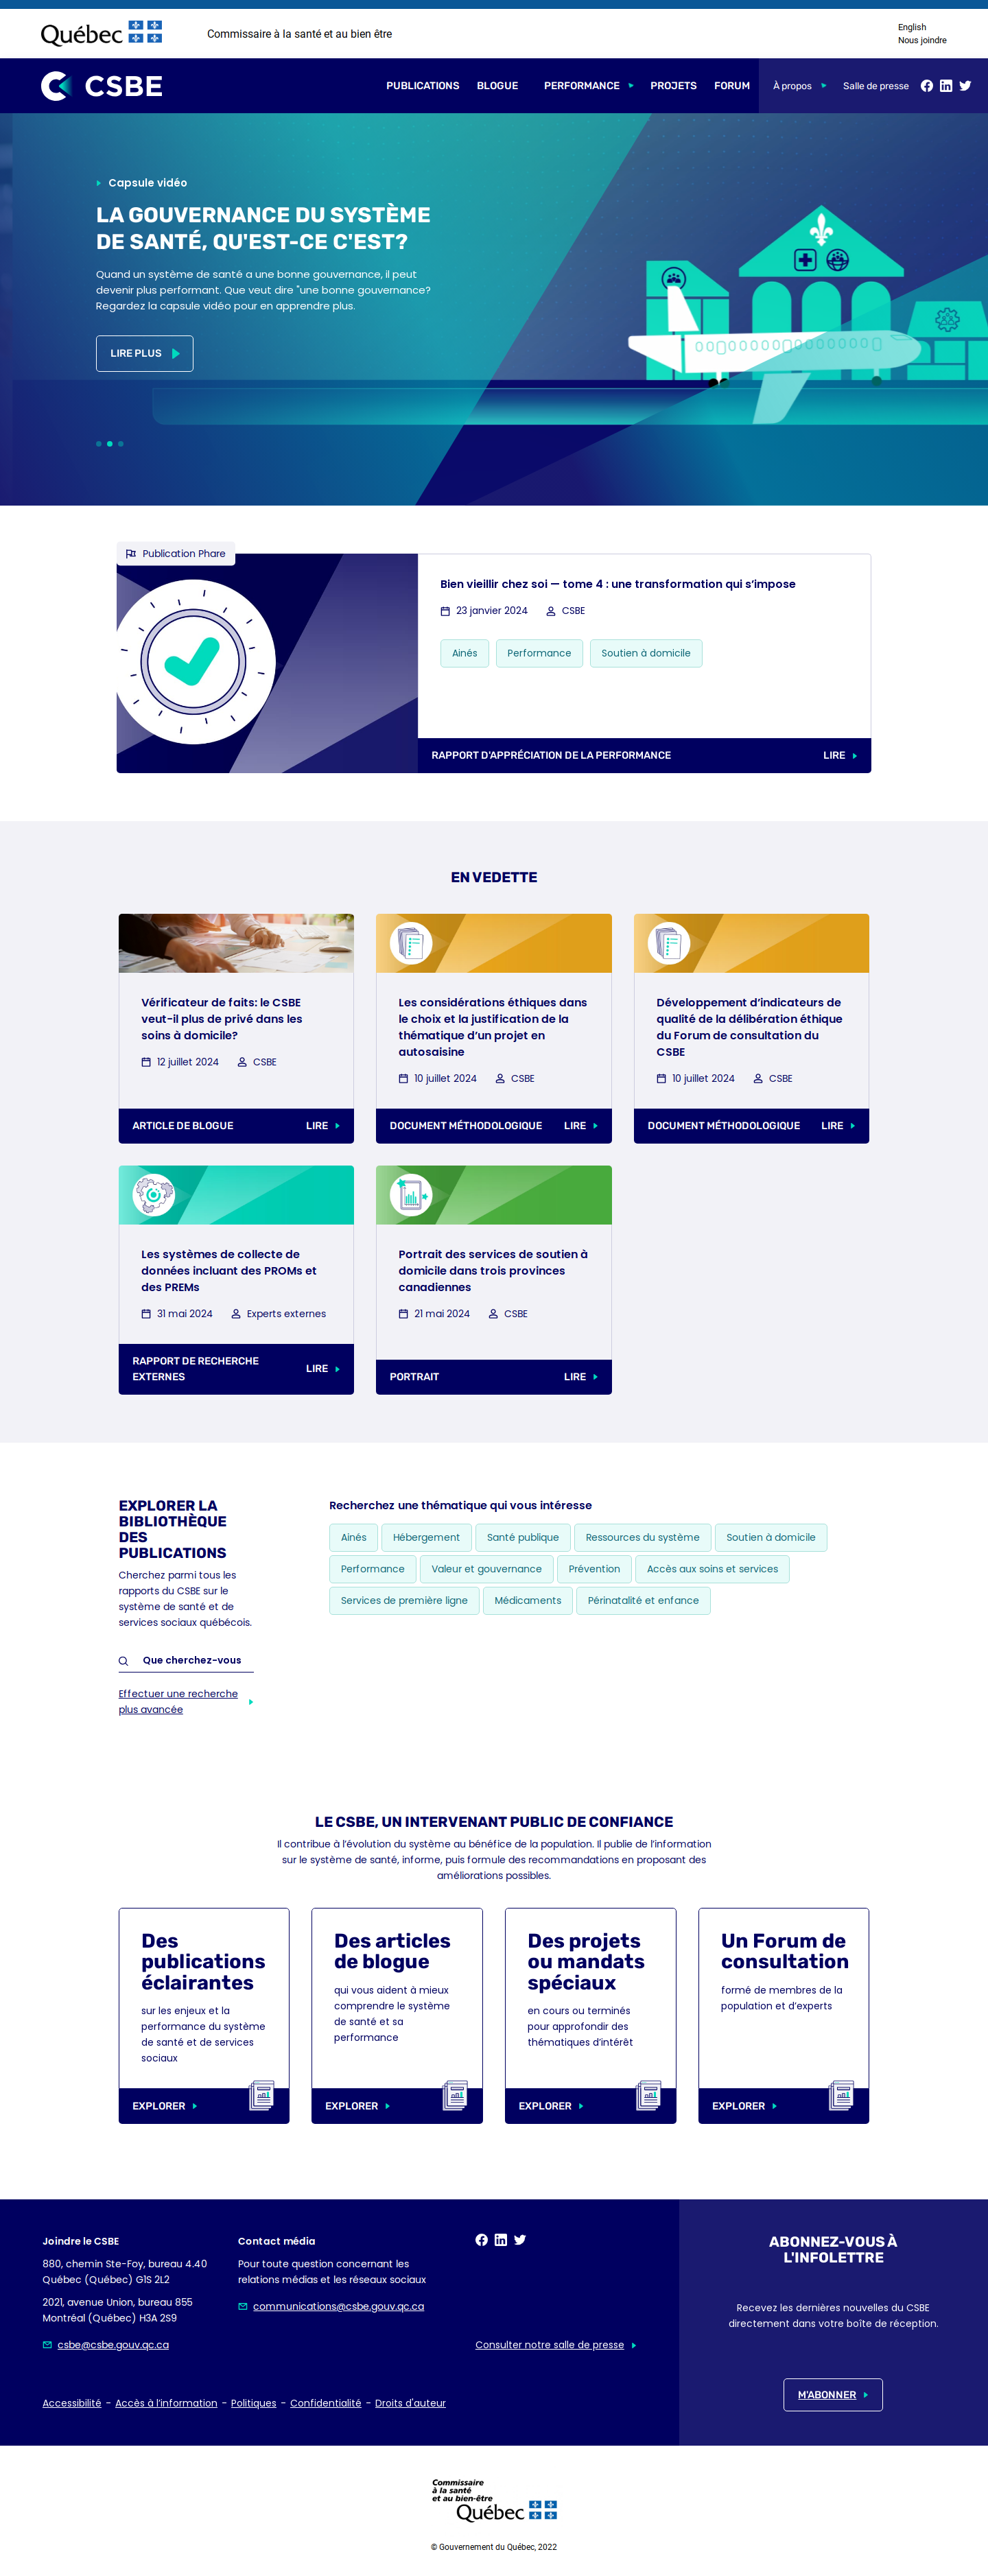 Québec
Commissaire à la santé et au bien être
English
Nous joindre
CSBE
PUBLICATIONS
BLOGUE
PERFORMANCE
PROJETS
FORUM
À propos
Salle de presse
Capsule vidéo
LA GOUVERNANCE DU SYSTÈME
DE SANTÉ, QU'EST-CE C'EST?
Quand un système de santé a une bonne gouvernance, il peut
devenir plus performant. Que veut dire "une bonne gouvernance?
Regardez la capsule vidéo pour en apprendre plus.
LIRE PLUS
Publication Phare
Bien vieillir chez soi — tome 4 : une transformation qui s’impose
23 janvier 2024
CSBE
Ainés
Performance
Soutien à domicile
RAPPORT D'APPRÉCIATION DE LA PERFORMANCE
LIRE
EN VEDETTE
Vérificateur de faits: le CSBE
veut-il plus de privé dans les
soins à domicile?
12 juillet 2024
CSBE
ARTICLE DE BLOGUE
LIRE
Les considérations éthiques dans
le choix et la justification de la
thématique d’un projet en
autosaisine
10 juillet 2024
CSBE
DOCUMENT MÉTHODOLOGIQUE
LIRE
Développement d’indicateurs de
qualité de la délibération éthique
du Forum de consultation du
CSBE
10 juillet 2024
CSBE
DOCUMENT MÉTHODOLOGIQUE
LIRE
Les systèmes de collecte de
données incluant des PROMs et
des PREMs
31 mai 2024
Experts externes
RAPPORT DE RECHERCHE
EXTERNES
LIRE
Portrait des services de soutien à
domicile dans trois provinces
canadiennes
21 mai 2024
CSBE
PORTRAIT
LIRE
EXPLORER LA
BIBLIOTHÈQUE
DES
PUBLICATIONS
Cherchez parmi tous les
rapports du CSBE sur le
système de santé et de
services sociaux québécois.
Que cherchez-vous
Effectuer une recherche
plus avancée
Recherchez une thématique qui vous intéresse
Ainés
Hébergement
Santé publique
Ressources du système
Soutien à domicile
Performance
Valeur et gouvernance
Prévention
Accès aux soins et services
Services de première ligne
Médicaments
Périnatalité et enfance
LE CSBE, UN INTERVENANT PUBLIC DE CONFIANCE
Il contribue à l’évolution du système au bénéfice de la population. Il publie de l’information
sur le système de santé, informe, puis formule des recommandations en proposant des
améliorations possibles.
Des
publications
éclairantes
sur les enjeux et la
performance du système
de santé et de services
sociaux
EXPLORER
Des articles
de blogue
qui vous aident à mieux
comprendre le système
de santé et sa
performance
EXPLORER
Des projets
ou mandats
spéciaux
en cours ou terminés
pour approfondir des
thématiques d’intérêt
EXPLORER
Un Forum de
consultation
formé de membres de la
population et d’experts
EXPLORER
Joindre le CSBE
880, chemin Ste-Foy, bureau 4.40
Québec (Québec) G1S 2L2
2021, avenue Union, bureau 855
Montréal (Québec) H3A 2S9
csbe@csbe.gouv.qc.ca
Contact média
Pour toute question concernant les
relations médias et les réseaux sociaux
communications@csbe.gouv.qc.ca
Consulter notre salle de presse
Accessibilité - Accès à l’information - Politiques - Confidentialité - Droits d'auteur
ABONNEZ-VOUS À
L'INFOLETTRE
Recevez les dernières nouvelles du CSBE
directement dans votre boîte de réception.
M'ABONNER
Commissaire
à la santé
et au bien-être
Québec
© Gouvernement du Québec, 2022